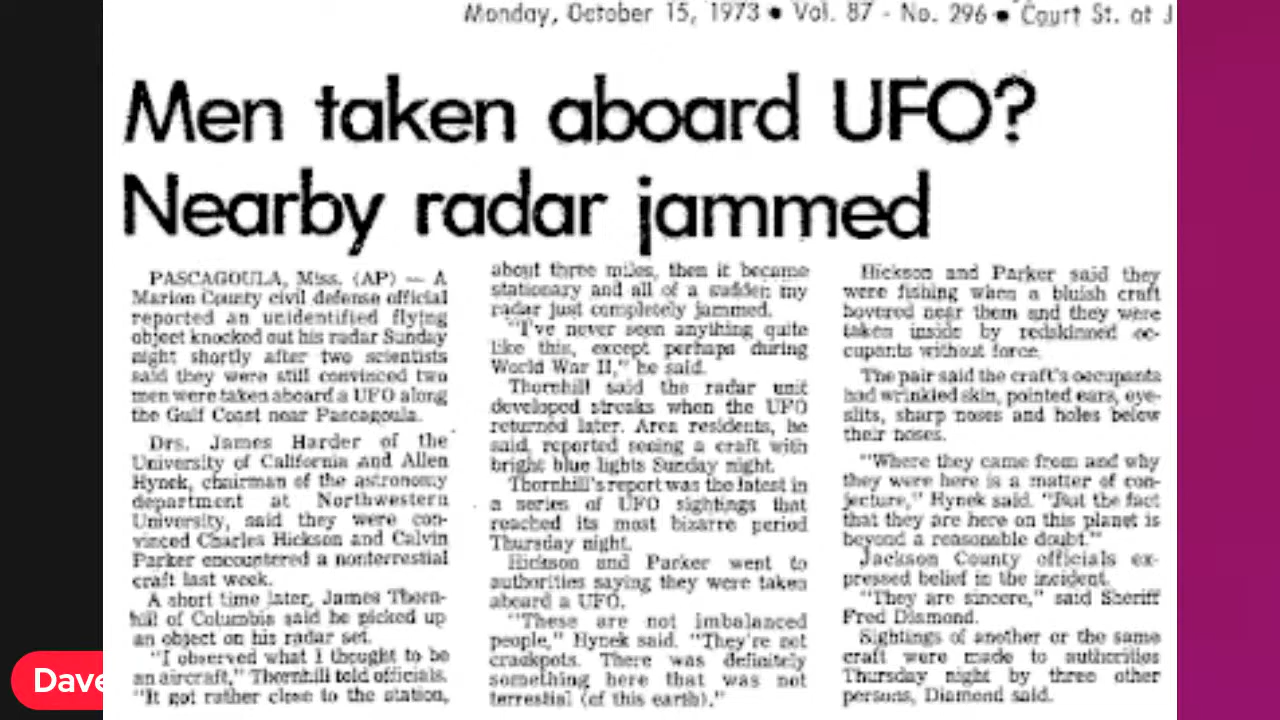 Monday, October 15, 1973 • Vol. 87 - No. 296 • Court St. at J
Men taken aboard UFO?
Nearby radar jammed
PASCAGOULA, Miss. (AP) — A
Marion County civil defense official
reported an unidentified flying
object knocked out his radar Sunday
night shortly after two scientists
said they were still convinced two
men were taken aboard a UFO along
the Gulf Coast near Pascagoula.
Drs. James Harder of the
University of California and Allen
Hynek, chairman of the astronomy
department at Northwestern
University, said they were con-
vinced Charles Hickson and Calvin
Parker encountered a nonterrestial
craft last week.
A short time later, James Thorn-
hill of Columbia said he picked up
an object on his radar set.
"I observed what I thought to be
an aircraft," Thornhill told officials.
"It got rather close to the station,
about three miles, then it became
stationary and all of a sudden my
radar just completely jammed.
"I've never seen anything quite
like this, except perhaps during
World War II," he said.
Thornhill said the radar unit
developed streaks when the UFO
returned later. Area residents, he
said, reported seeing a craft with
bright blue lights Sunday night.
Thornhill's report was the latest in
a series of UFO sightings that
reached its most bizarre period
Thursday night.
Hickson and Parker went to
authorities saying they were taken
aboard a UFO.
"These are not imbalanced
people," Hynek said. "They're not
crackpots. There was definitely
something here that was not
terrestial (of this earth)."
Hickson and Parker said they
were fishing when a bluish craft
hovered near them and they were
taken inside by redskinned oc-
cupants without force.
The pair said the craft's occupants
had wrinkled skin, pointed ears, eye-
slits, sharp noses and holes below
their noses.
"Where they came from and why
they were here is a matter of con-
jecture," Hynek said. "But the fact
that they are here on this planet is
beyond a reasonable doubt."
Jackson County officials ex-
pressed belief in the incident.
"They are sincere," said Sheriff
Fred Diamond.
Sightings of another or the same
craft were made to authorities
Thursday night by three other
persons, Diamond said.
Dave